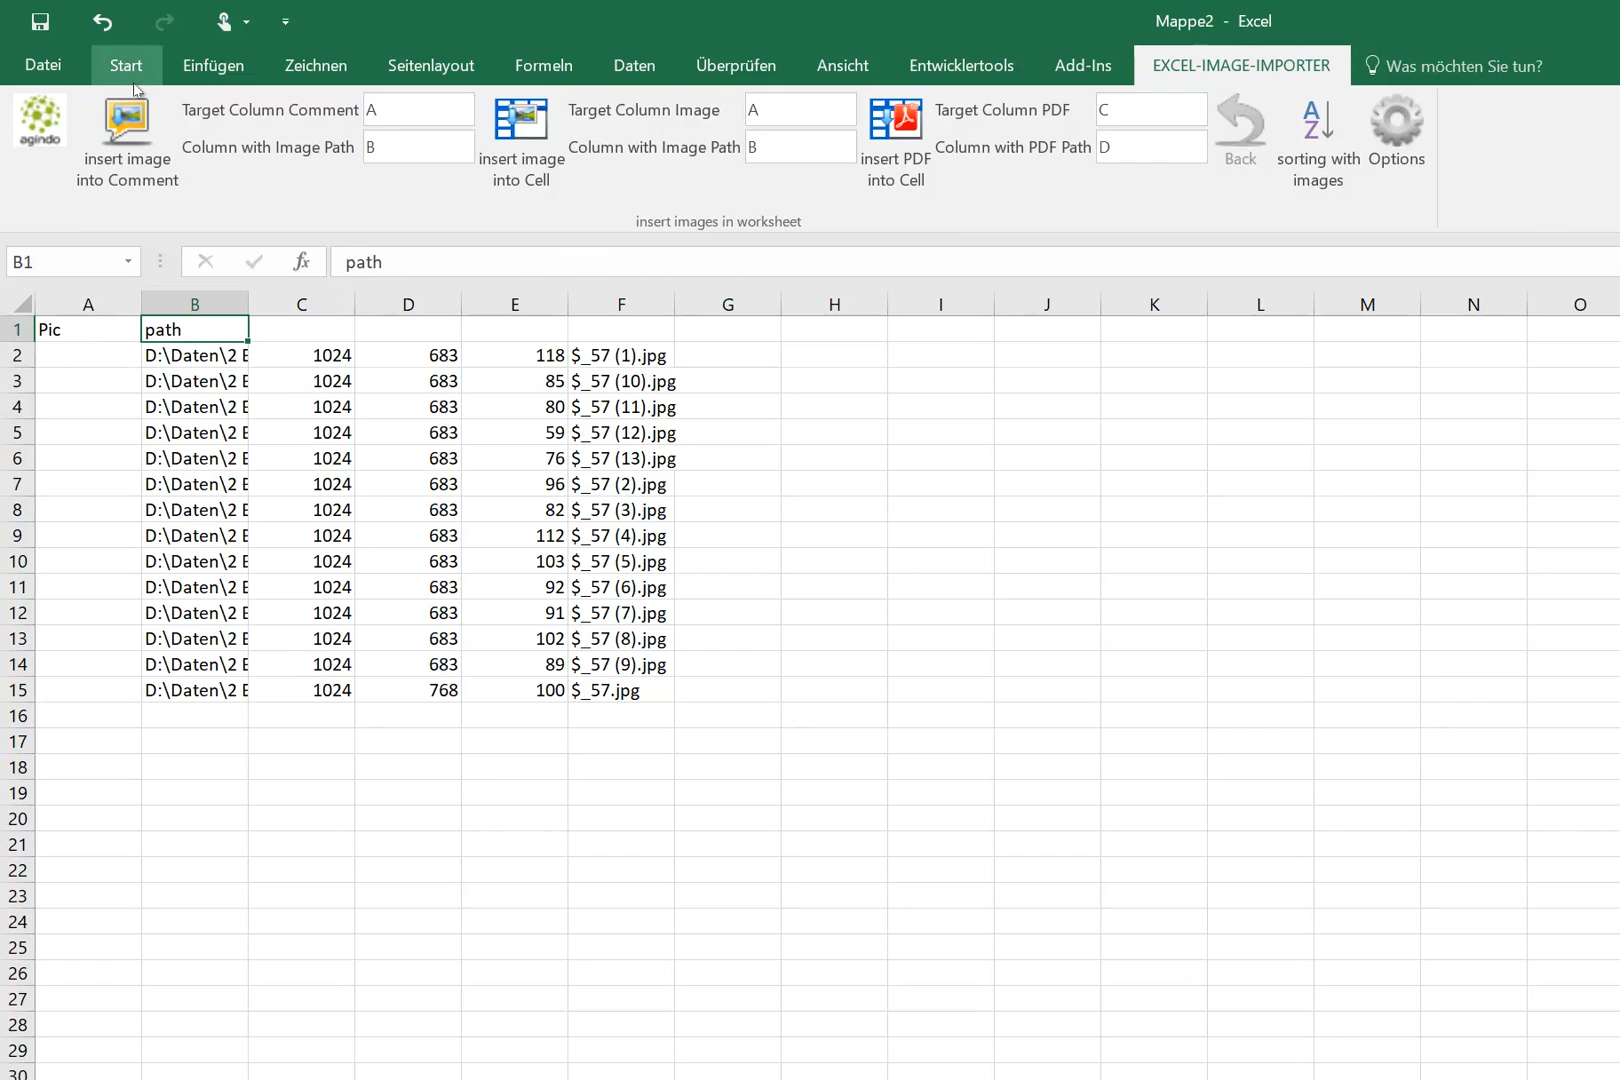 Mappe2 - Excel
Datei Start Einfügen Zeichnen Seitenlayout Formeln Daten Überprüfen Ansicht Entwicklertools Add-Ins EXCEL-IMAGE-IMPORTER Was möchten Sie tun?
agindo
insert image
into Comment
Target Column Comment A
Column with Image Path B
insert image
into Cell
Target Column Image A
Column with Image Path B
insert PDF
into Cell
Target Column PDF C
Column with PDF Path D
Back
A
Z
sorting with
images
Options
insert images in worksheet
B1 fx path
A B C D E F G H I J K L M N O
1 Pic path
2 D:\Daten\2 E 1024 683 118 $_57 (1).jpg
3 D:\Daten\2 E 1024 683 85 $_57 (10).jpg
4 D:\Daten\2 E 1024 683 80 $_57 (11).jpg
5 D:\Daten\2 E 1024 683 59 $_57 (12).jpg
6 D:\Daten\2 E 1024 683 76 $_57 (13).jpg
7 D:\Daten\2 E 1024 683 96 $_57 (2).jpg
8 D:\Daten\2 E 1024 683 82 $_57 (3).jpg
9 D:\Daten\2 E 1024 683 112 $_57 (4).jpg
10 D:\Daten\2 E 1024 683 103 $_57 (5).jpg
11 D:\Daten\2 E 1024 683 92 $_57 (6).jpg
12 D:\Daten\2 E 1024 683 91 $_57 (7).jpg
13 D:\Daten\2 E 1024 683 102 $_57 (8).jpg
14 D:\Daten\2 E 1024 683 89 $_57 (9).jpg
15 D:\Daten\2 E 1024 768 100 $_57.jpg
16
17
18
19
20
21
22
23
24
25
26
27
28
29
30